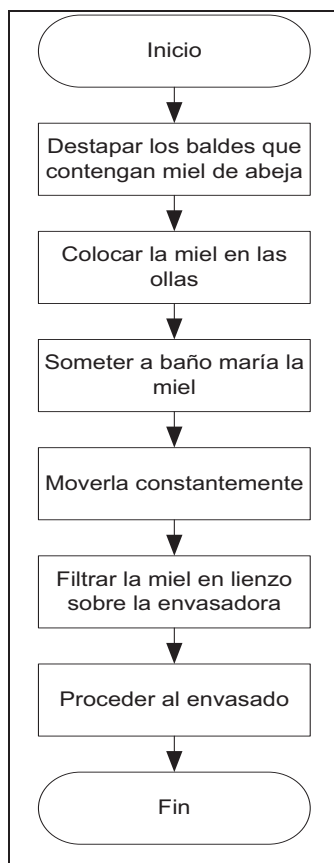 Inicio
Destapar los baldes que
contengan miel de abeja
Colocar la miel en las
ollas
Someter a baño maría la
miel
Moverla constantemente
Filtrar la miel en lienzo
sobre la envasadora
Proceder al envasado
Fin